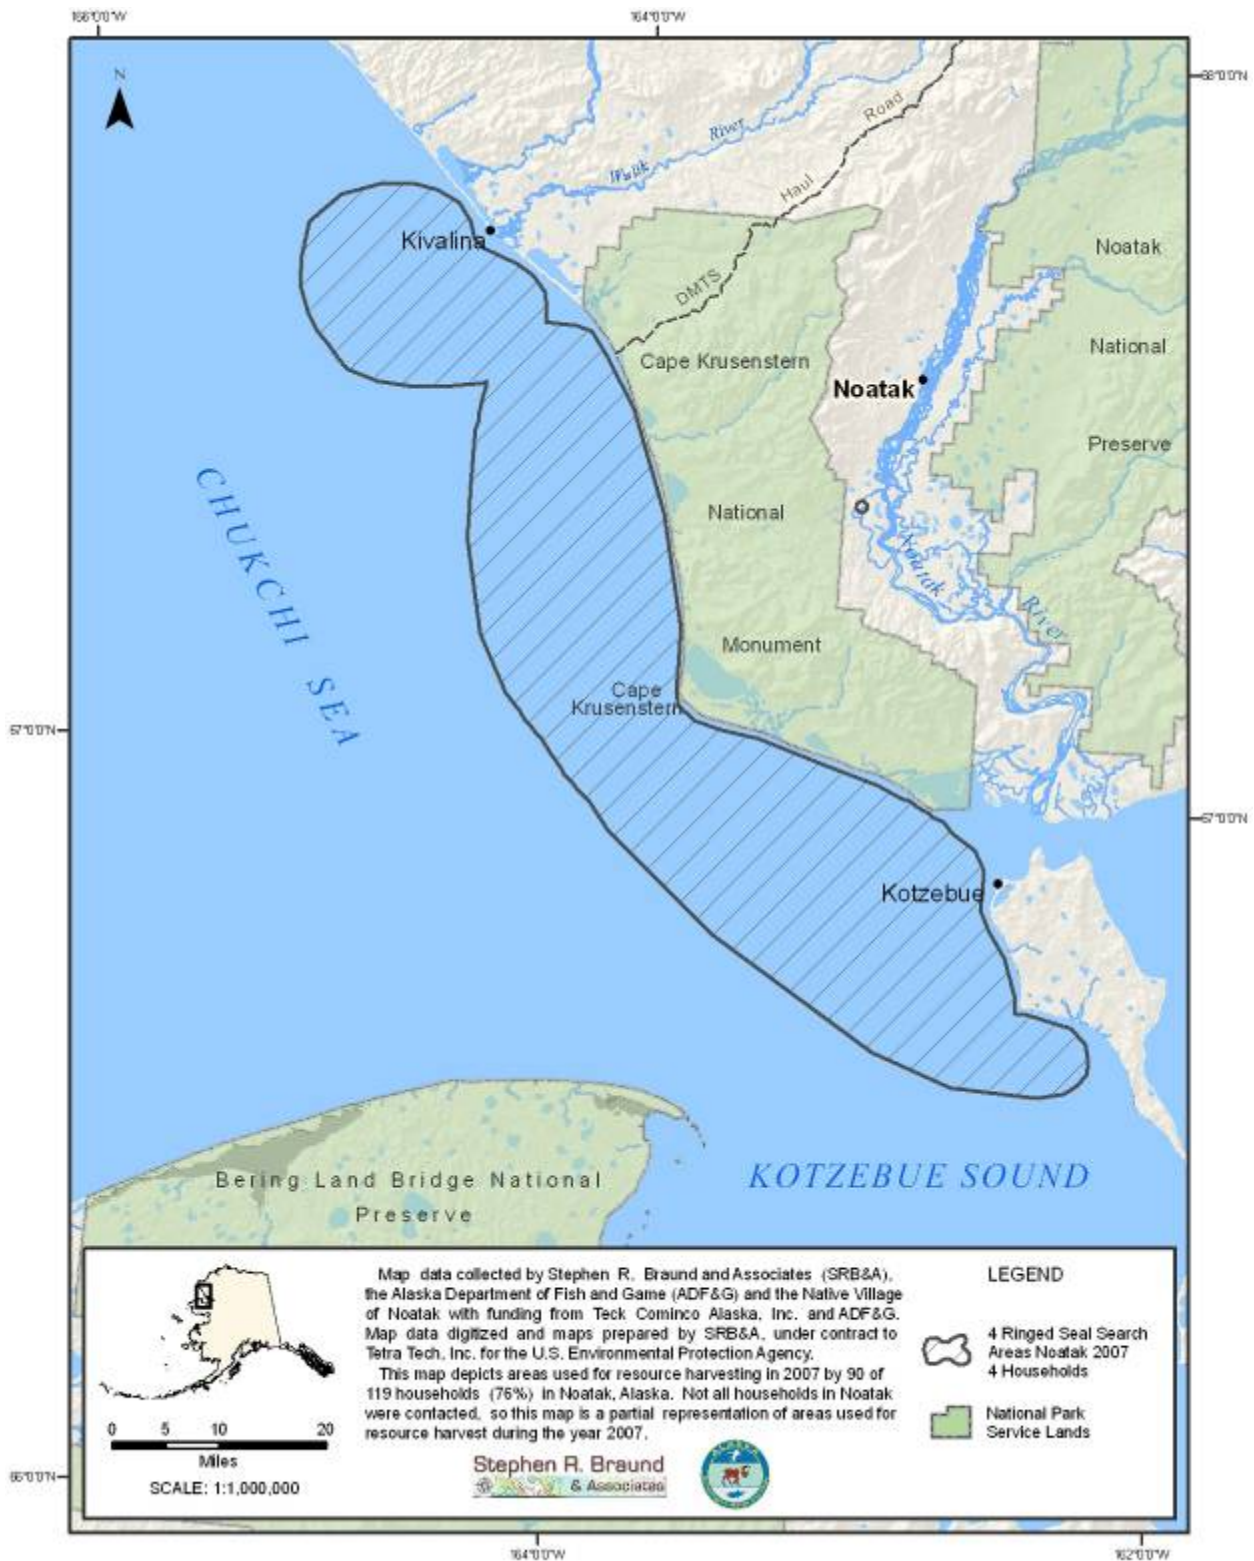 166°0'0"W
164°0'0"W
N
68°0'0"N
Road
River
Wulik
Haul
Kivalina
Noatak
DMTS
Cape Krusenstern
National
Noatak
Preserve
CHUKCHI SEA
National
Noatak
River
Monument
Cape
Krusenstern
67°0'0"N
67°0'0"N
Kotzebue
Bering Land Bridge National
Preserve
KOTZEBUE SOUND
Map data collected by Stephen R. Braund and Associates (SRB&A),
the Alaska Department of Fish and Game (ADF&G) and the Native Village
of Noatak with funding from Teck Cominco Alaska, Inc. and ADF&G.
Map data digitized and maps prepared by SRB&A, under contract to
Tetra Tech, Inc. for the U.S. Environmental Protection Agency.
This map depicts areas used for resource harvesting in 2007 by 90 of
119 households (76%) in Noatak, Alaska. Not all households in Noatak
were contacted, so this map is a partial representation of areas used for
resource harvest during the year 2007.
LEGEND
4 Ringed Seal Search
Areas Noatak 2007
4 Households
National Park
Service Lands
0 5 10 20
Miles
SCALE: 1:1,000,000
Stephen R. Braund
& Associates
ALASKA
66°0'0"N
164°0'0"W
162°0'0"W